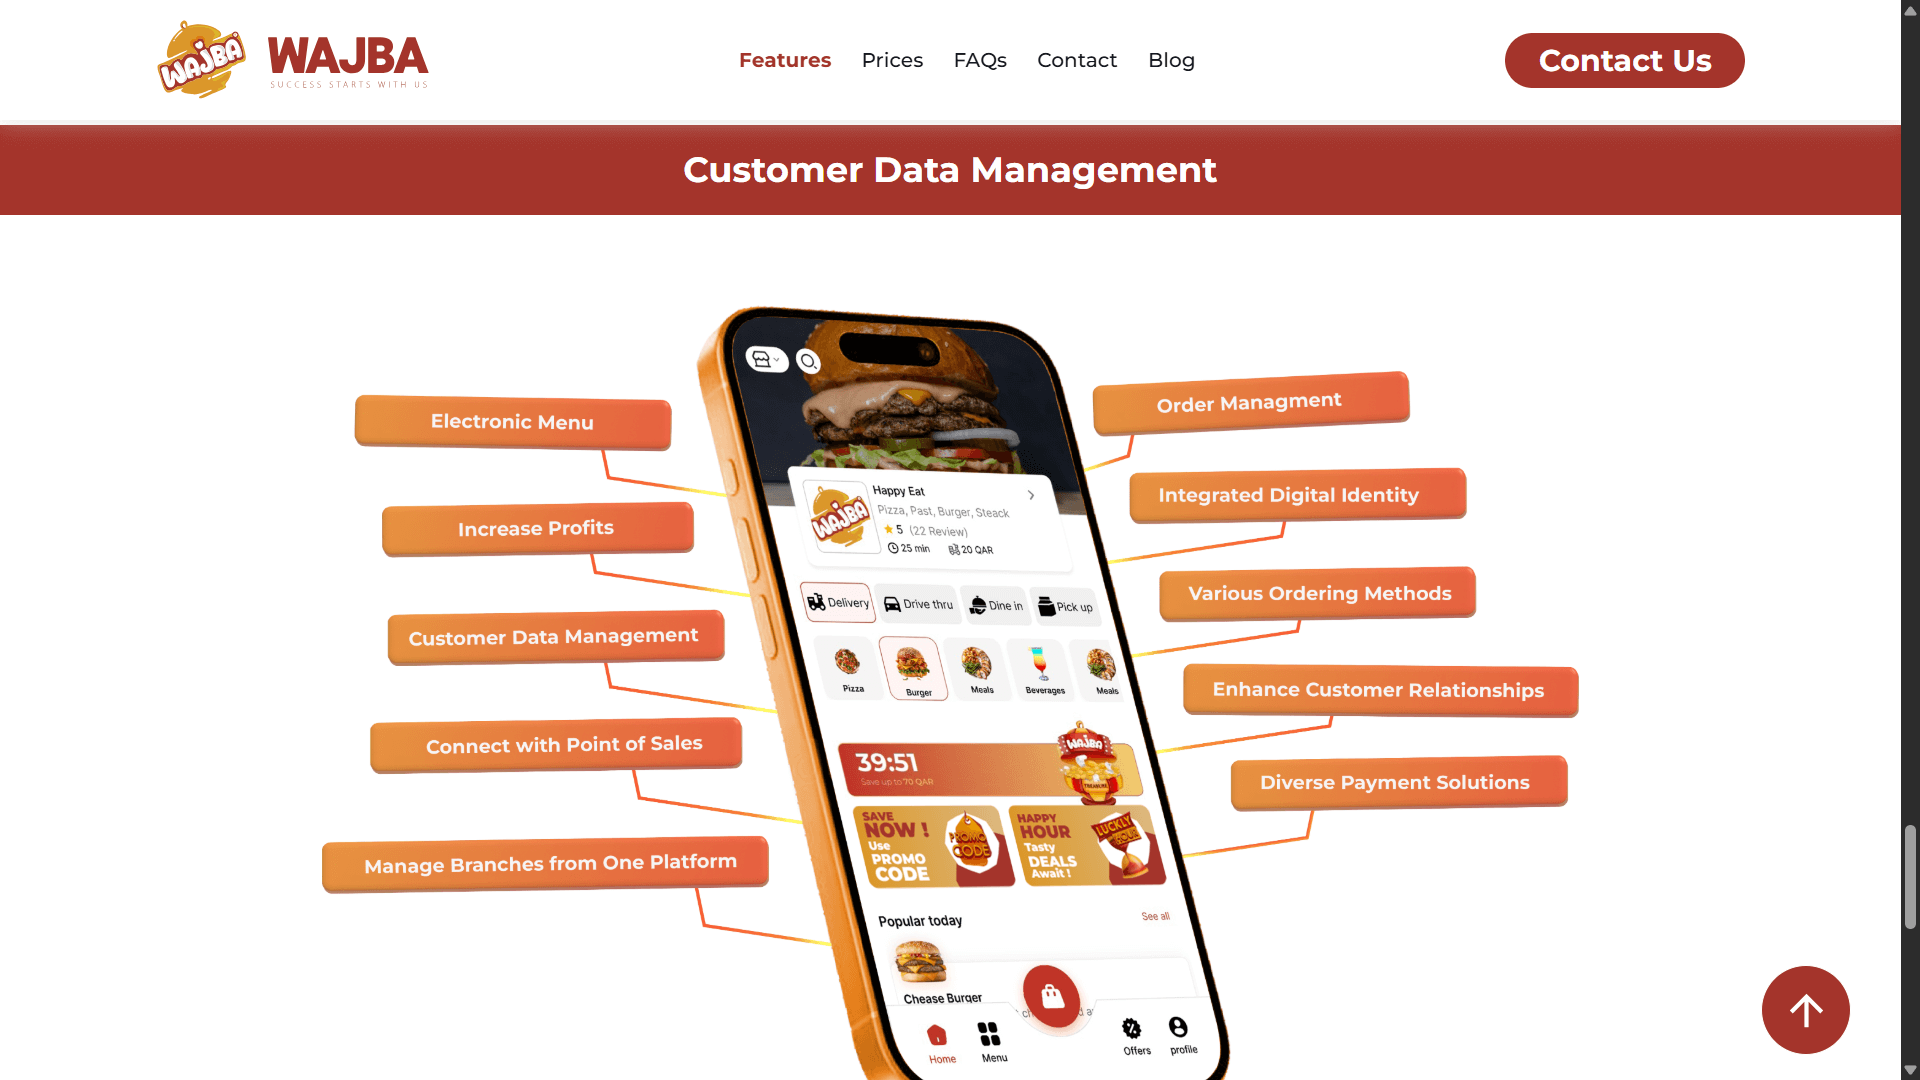 WAJBA
WAJBA
SUCCESS STARTS WITH US
Features
Prices
FAQs
Contact
Blog
Contact Us
Customer Data Management
Electronic Menu
Increase Profits
Customer Data Management
Connect with Point of Sales
Manage Branches from One Platform
WAJBA
Happy Eat
Pizza, Past, Burger, Steack
5 (22 Review)
25 min
20 QAR
Delivery
Drive thru
Dine in
Pick up
Pizza
Burger
Meals
Beverages
Meals
39:51
Save up to 70 QAR
WAJBA
TREASURE
SAVE
NOW !
Use
PROMO
CODE
PROMO
CODE
HAPPY
HOUR
Tasty
DEALS
Await !
LUCKLY
HOUR
Popular today
See all
Chease Burger
Home
Menu
Offers
profile
Order Managment
Integrated Digital Identity
Various Ordering Methods
Enhance Customer Relationships
Diverse Payment Solutions